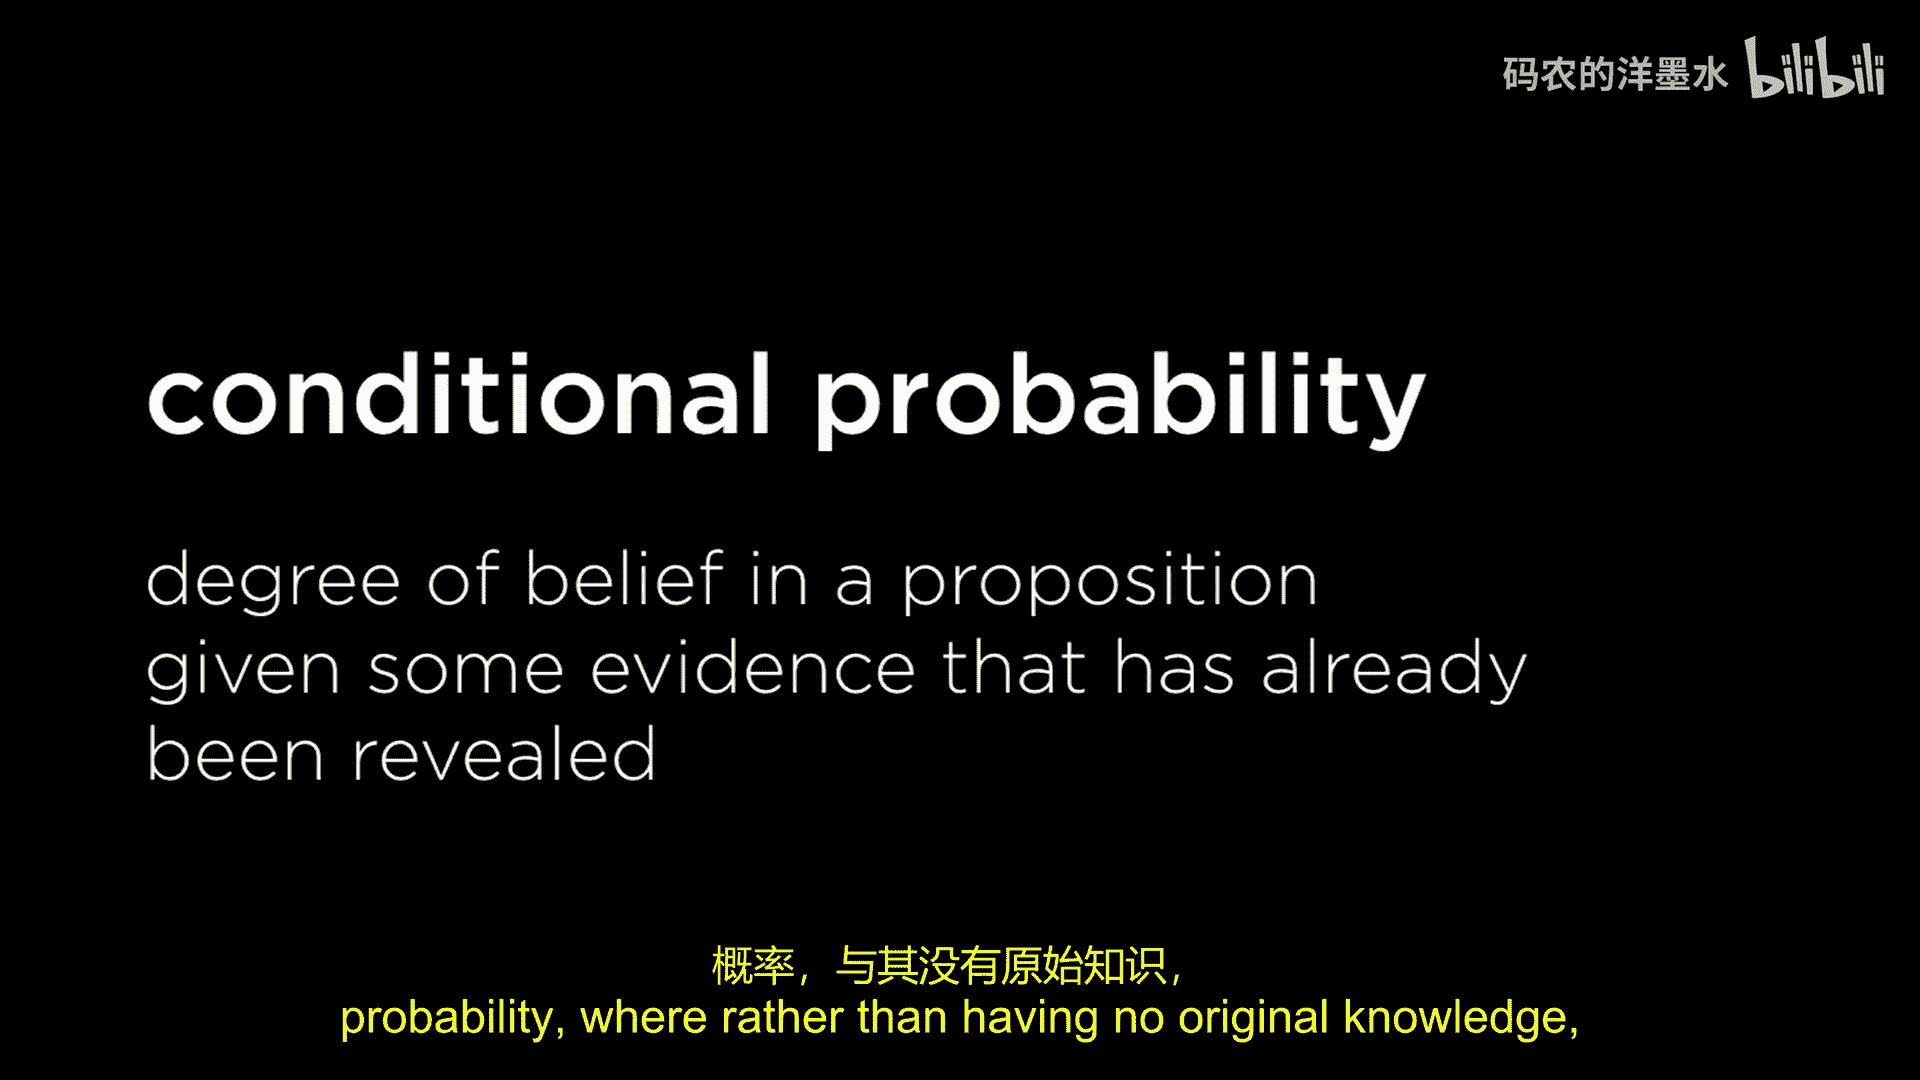 码农的洋墨水 bilibili
conditional probability
degree of belief in a proposition
given some evidence that has already
been revealed
概率，与其没有原始知识，
probability, where rather than having no original knowledge,